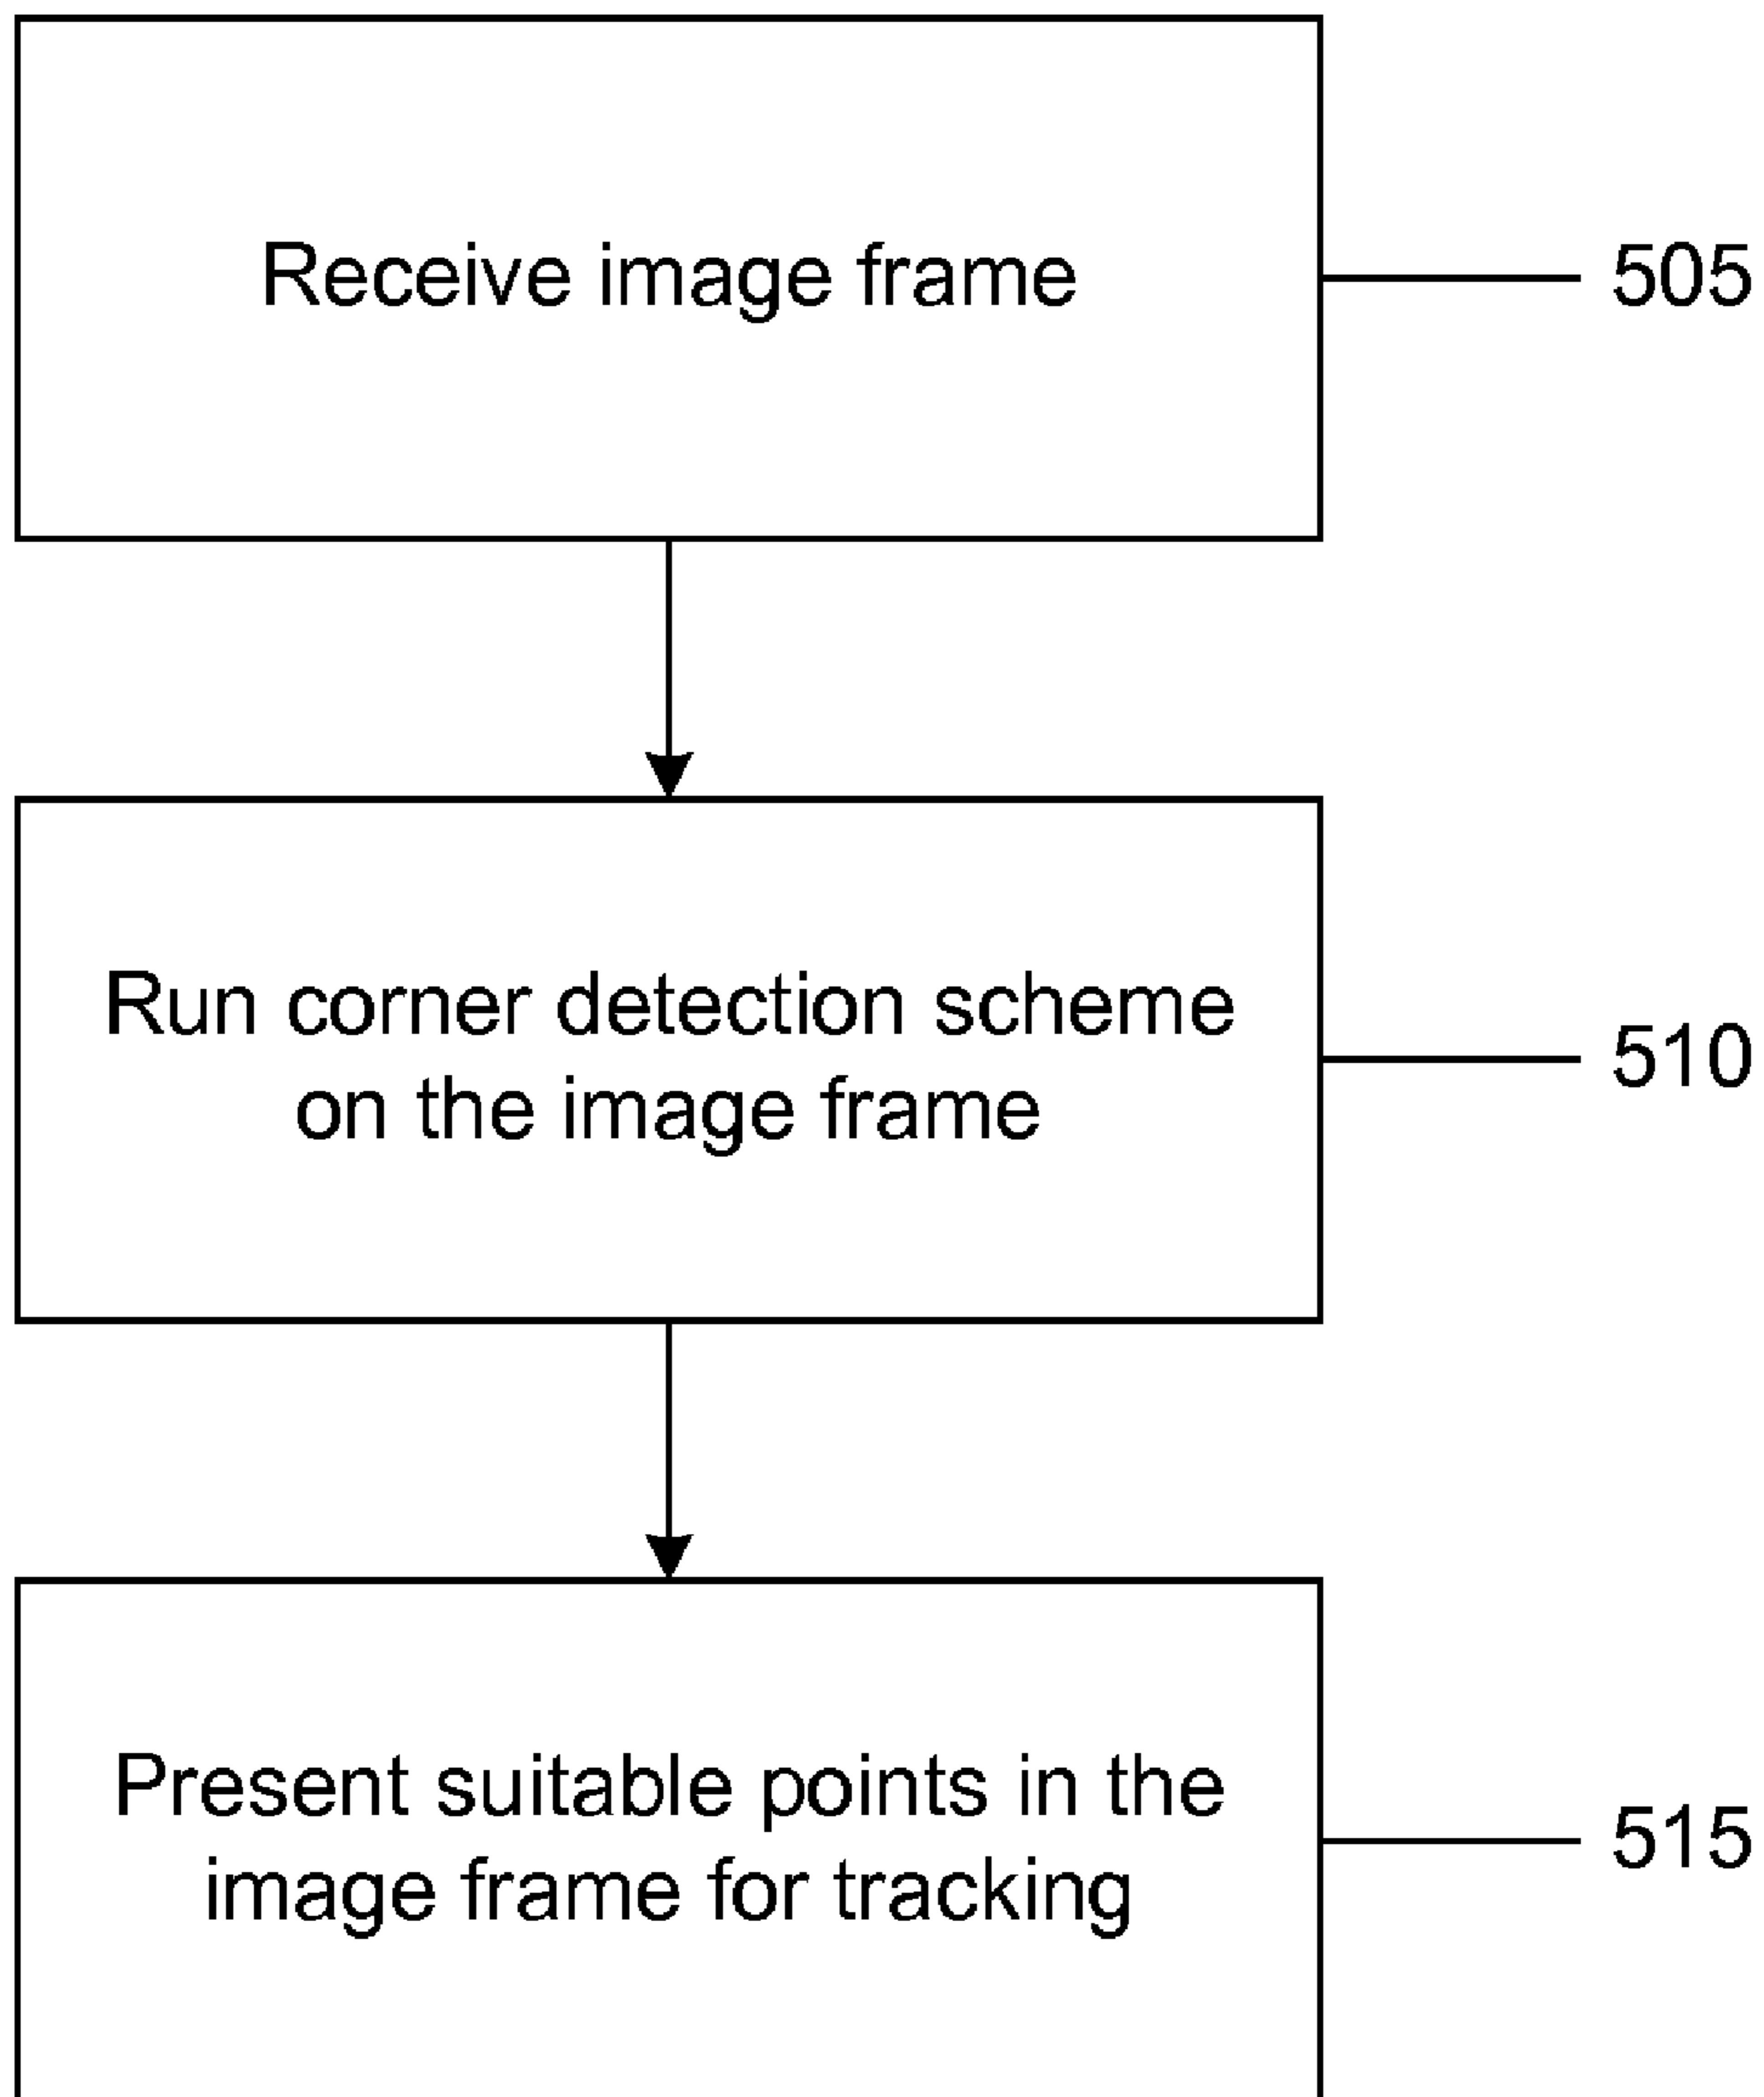 Receive image frame
505
Run corner detection scheme
on the image frame
510
Present suitable points in the
image frame for tracking
515